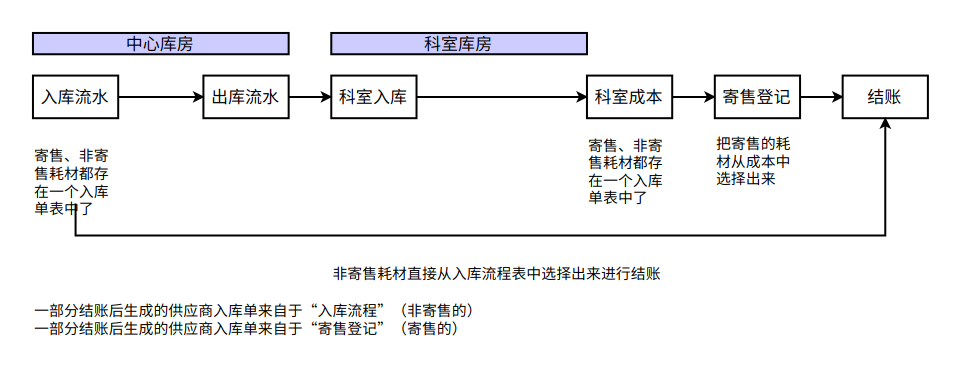 中心库房
科室库房
入库流水
出库流水
科室入库
科室成本
寄售登记
结账
寄售、非寄
售耗材都存
在一个入库
单表中了
寄售、非寄
售耗材都存
在一个入库
单表中了
把寄售的耗
材从成本中
选择出来
非寄售耗材直接从入库流程表中选择出来进行结账
一部分结账后生成的供应商入库单来自于“入库流程”（非寄售的）
一部分结账后生成的供应商入库单来自于“寄售登记”（寄售的）